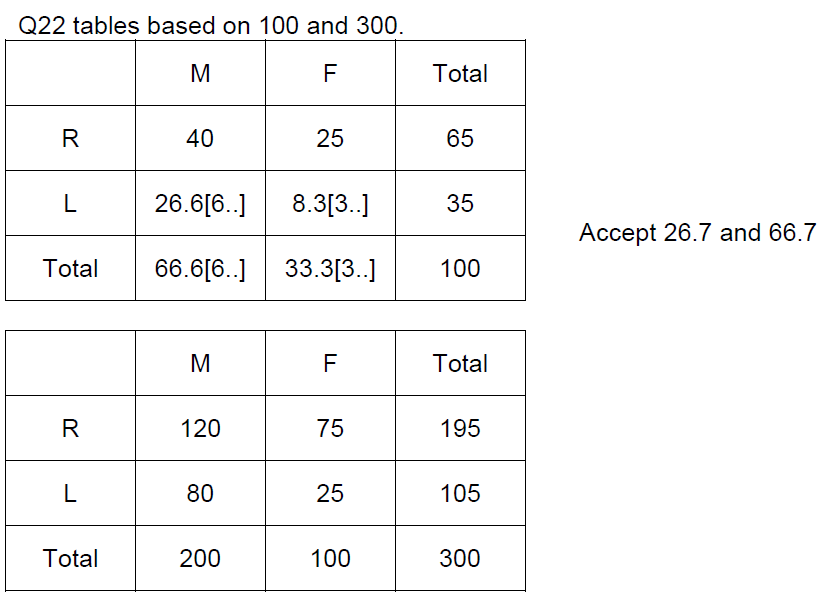 Q22 tables based on 100 and 300.
M F Total
R 40 25 65
L 26.6[6..] 8.3[3..] 35
Accept 26.7 and 66.7
Total 66.6[6..] 33.3[3..] 100
M F Total
R 120 75 195
L 80 25 105
Total 200 100 300